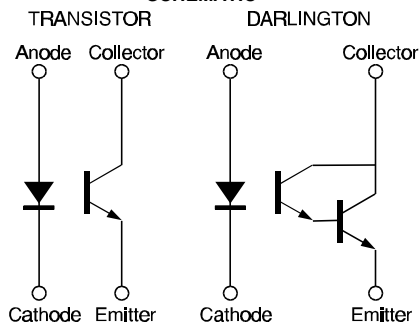 TRANSISTOR DARLINGTON
Anode Collector Anode Collector
Cathode Emitter Cathode Emitter